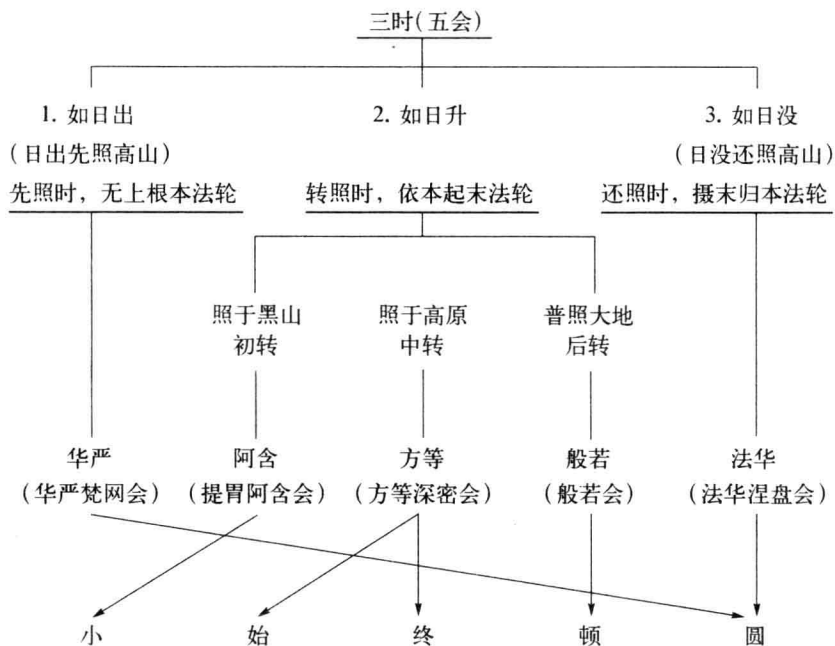 三时(五会)
1. 如日出
(日出先照高山)
先照时，无上根本法轮
2. 如日升
转照时，依本起末法轮
3. 如日没
(日没还照高山)
还照时，摄末归本法轮
照于黑山
初转
照于高原
中转
普照大地
后转
华严
(华严梵网会)
阿含
(提胃阿含会)
方等
(方等深密会)
般若
(般若会)
法华
(法华涅盘会)
小
始
终
顿
圆